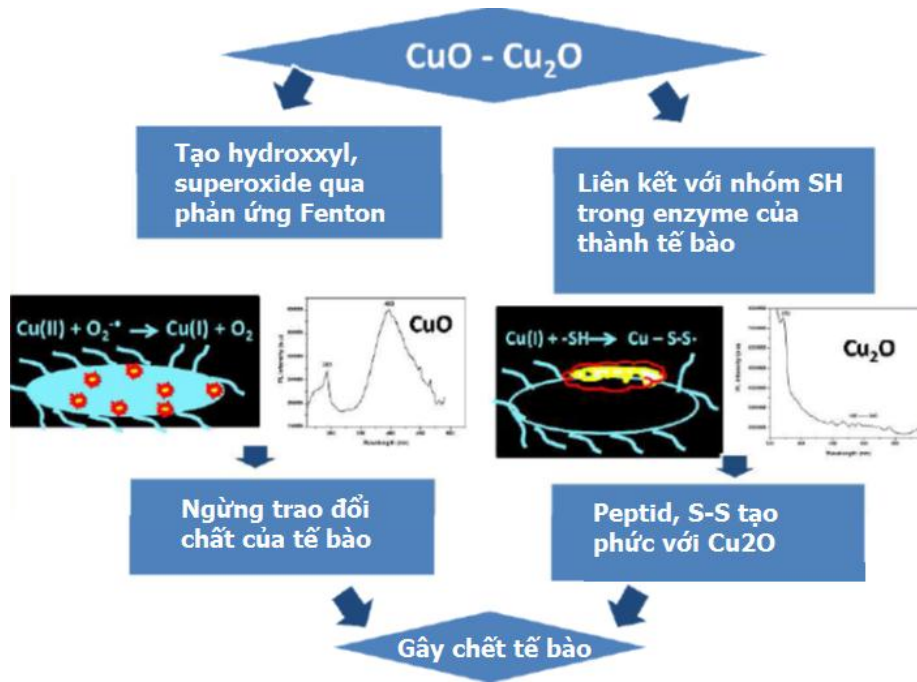 CuO - Cu₂O
Tạo hydroxxyl,
superoxide qua
phản ứng Fenton
Liên kết với nhóm SH
trong enzyme của
thành tế bào
Cu(II) + O₂⁻• → Cu(I) + O₂
CuO
Cu(I) + -SH → Cu – S-S-
Cu₂O
Ngừng trao đổi
chất của tế bào
Peptid, S-S tạo
phức với Cu2O
Gây chết tế bào